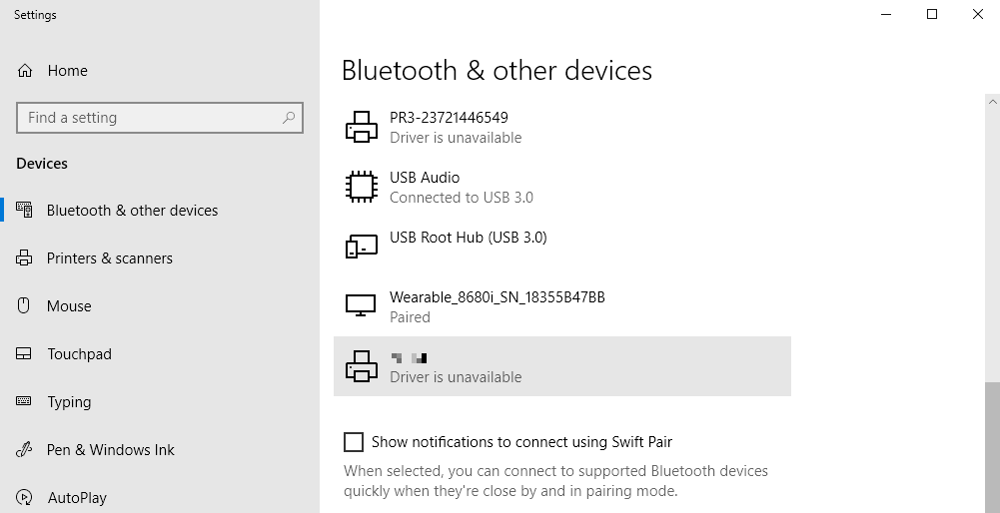 Settings
Home
Find a setting
Devices
Bluetooth & other devices
Printers & scanners
Mouse
Touchpad
Typing
Pen & Windows Ink
AutoPlay
Bluetooth & other devices
PR3-23721446549
Driver is unavailable
USB Audio
Connected to USB 3.0
USB Root Hub (USB 3.0)
Wearable_8680i_SN_18355B47BB
Paired
Driver is unavailable
Show notifications to connect using Swift Pair
When selected, you can connect to supported Bluetooth devices
quickly when they're close by and in pairing mode.